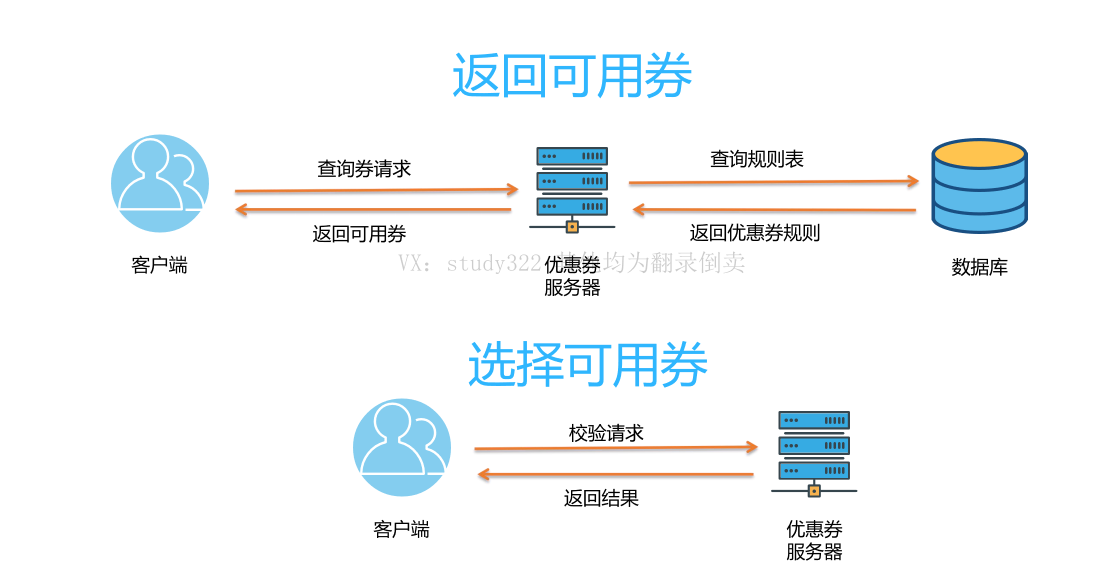 返回可用券
查询券请求
查询规则表
返回可用券
返回优惠券规则
客户端
优惠券
服务器
数据库
VX: study322
均为翻录倒卖
选择可用券
校验请求
返回结果
客户端
优惠券
服务器